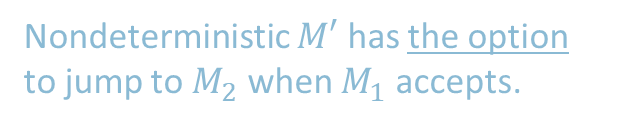 Nondeterministic M′ has the option
to jump to M₂ when M₁ accepts.